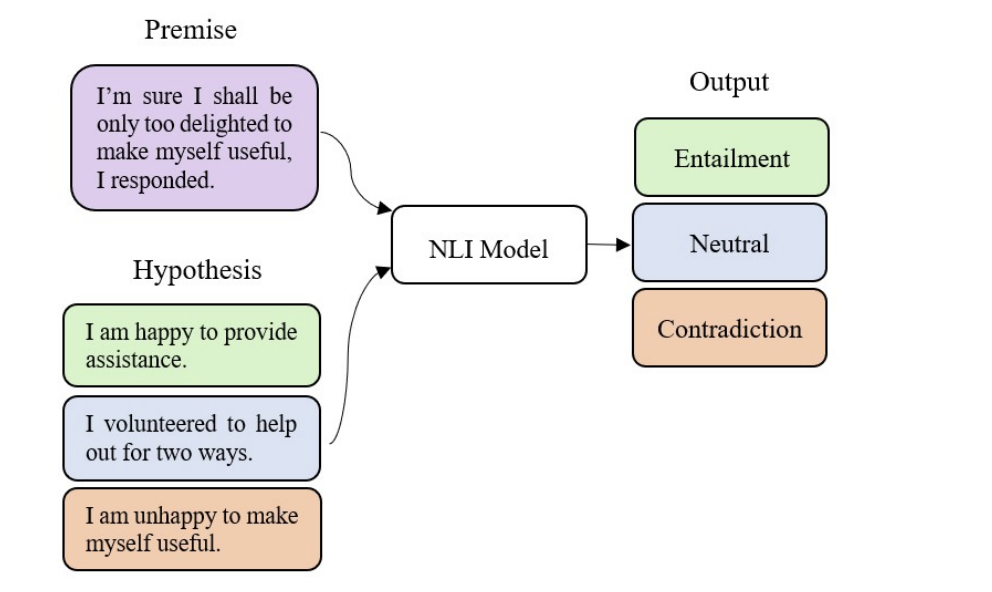 Premise
I’m sure I shall be
only too delighted to
make myself useful,
I responded.
Hypothesis
I am happy to provide
assistance.
I volunteered to help
out for two ways.
I am unhappy to make
myself useful.
NLI Model
Output
Entailment
Neutral
Contradiction